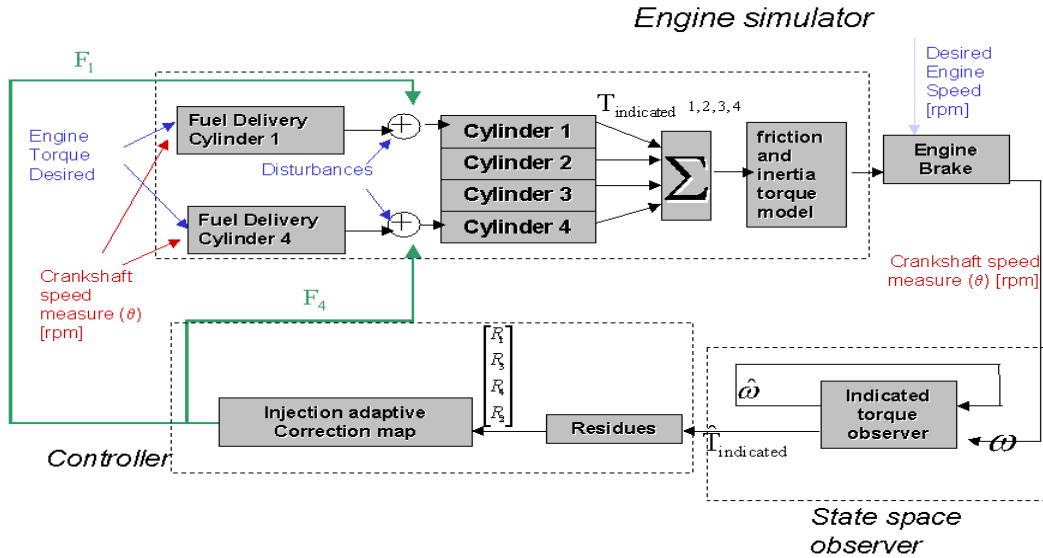 Engine simulator
F1
Desired
Engine
Speed
[rpm]
Fuel Delivery
Cylinder 1
Engine
Torque
Desired
Disturbances
Fuel Delivery
Cylinder 4
Cylinder 1
Cylinder 2
Cylinder 3
Cylinder 4
Tindicated 1,2,3,4
Σ
friction
and
inertia
torque
model
Engine
Brake
Crankshaft
speed
measure (θ)
[rpm]
Crankshaft speed
measure (θ) [rpm]
F4
R1
R3
R4
R2
Injection adaptive
Correction map
Residues
T̂indicated
Indicated
torque
observer
ω̂
ω
Controller
State space
observer